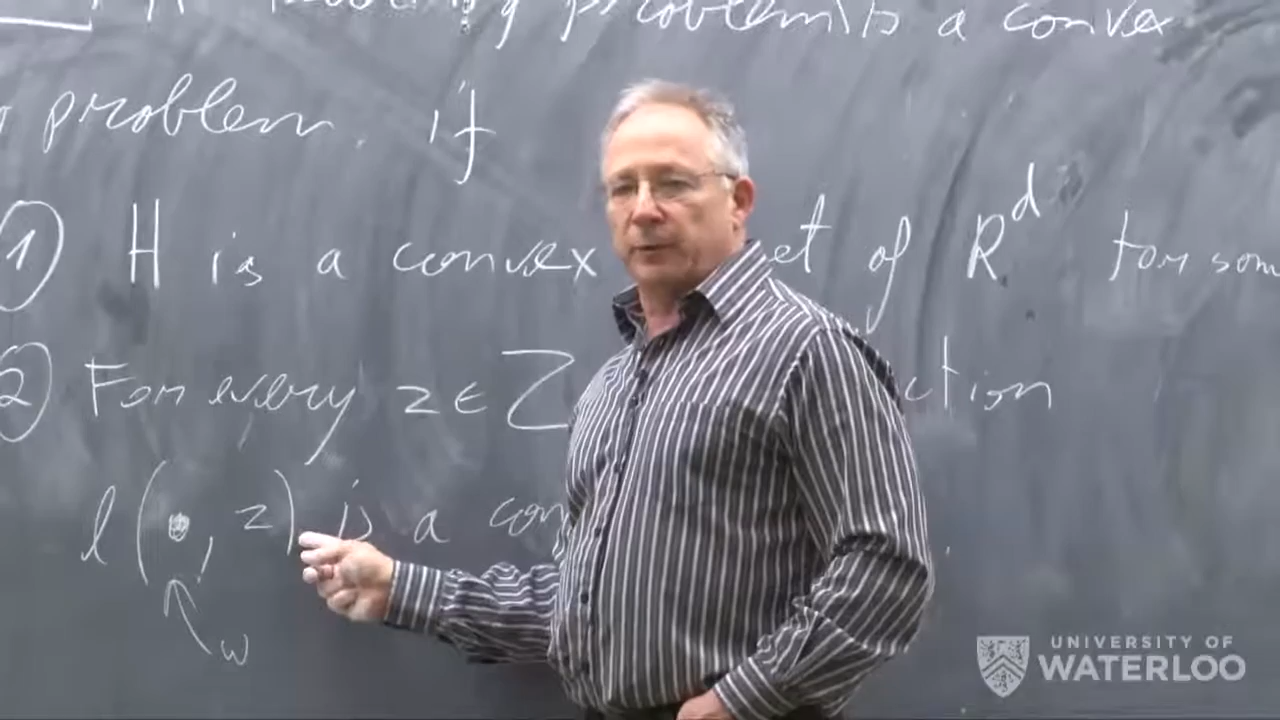 problem is a convex
problem if
① H is a convex et of R^d for som
② For every z ∈ Z ction
l(•, z) is a con
w
UNIVERSITY OF
WATERLOO